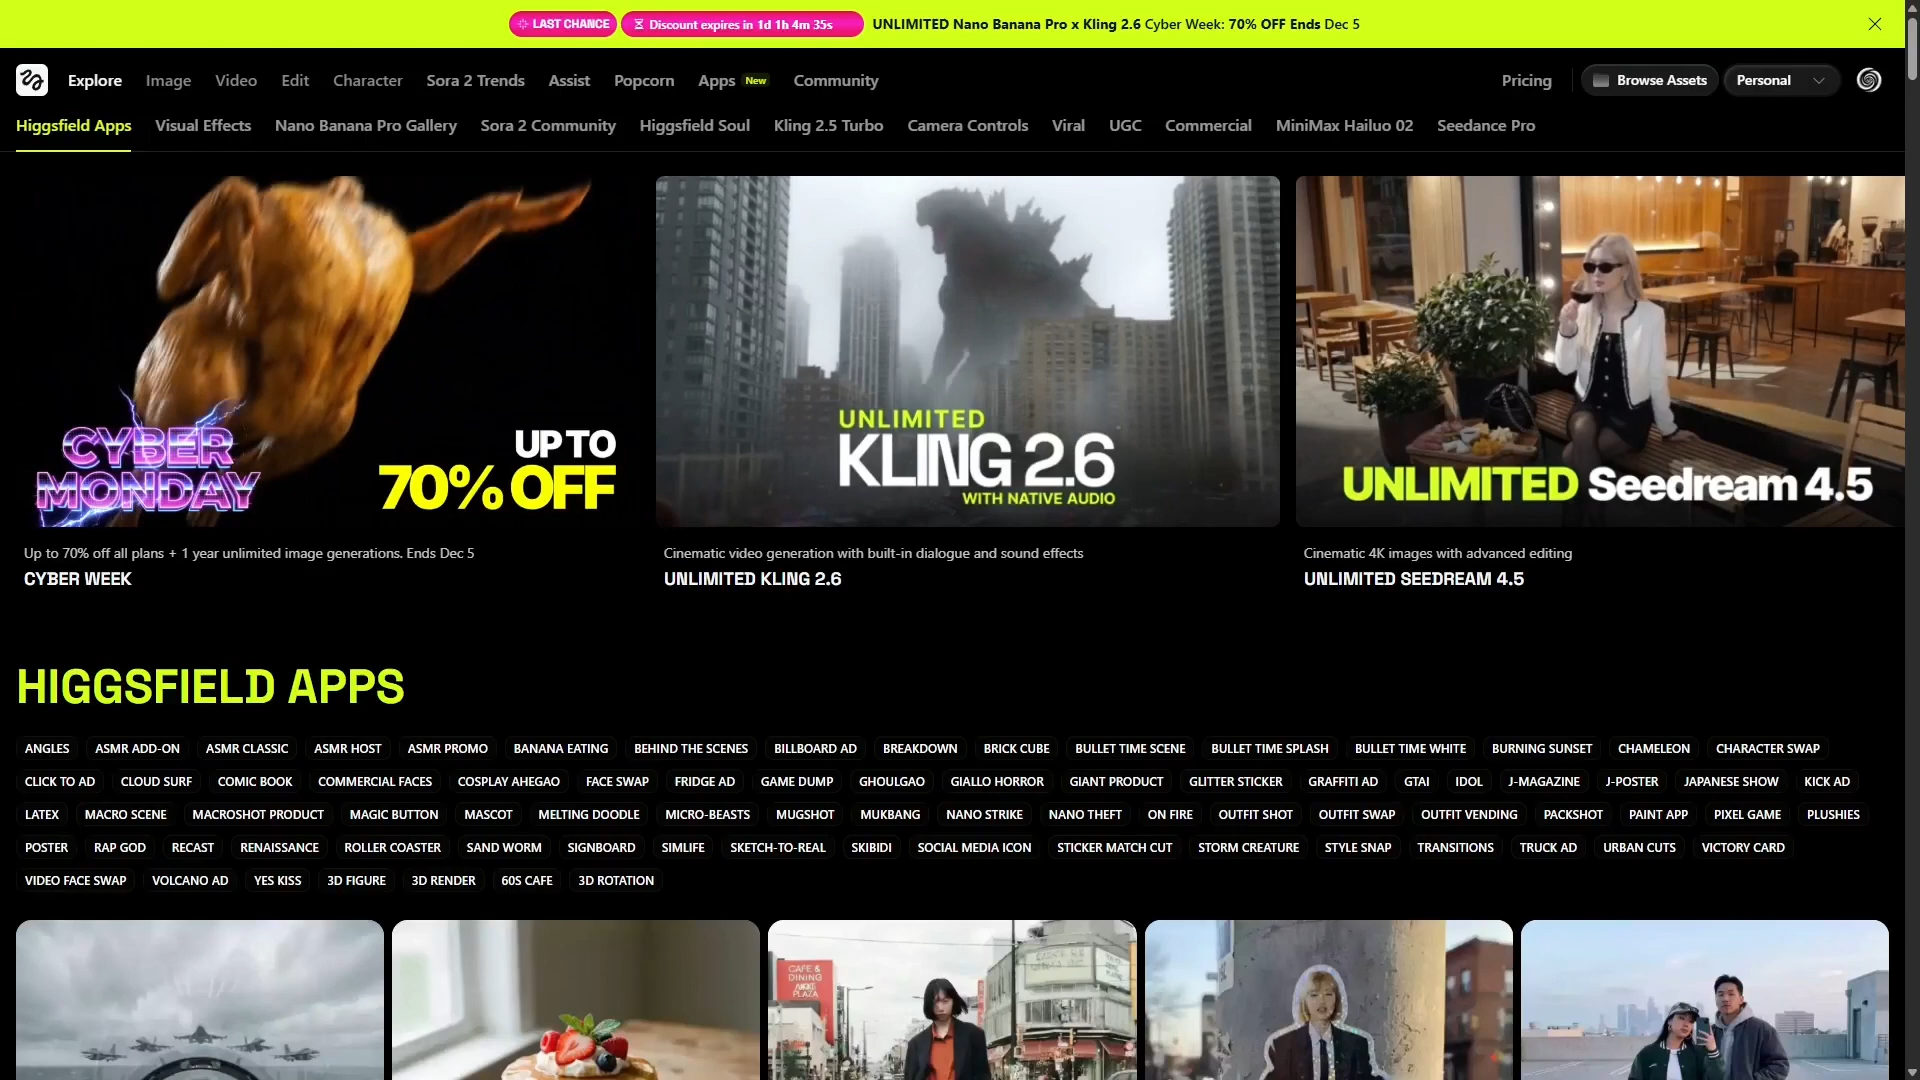 LAST CHANCE Discount expires in 1d 1h 4m 35s UNLIMITED Nano Banana Pro x Kling 2.6 Cyber Week: 70% OFF Ends Dec 5
Explore Image Video Edit Character Sora 2 Trends Assist Popcorn Apps New Community Pricing Browse Assets Personal
Higgsfield Apps Visual Effects Nano Banana Pro Gallery Sora 2 Community Higgsfield Soul Kling 2.5 Turbo Camera Controls Viral UGC Commercial MiniMax Hailuo 02 Seedance Pro
CYBER
MONDAY
UP TO
70% OFF
UNLIMITED
KLING 2.6
WITH NATIVE AUDIO
UNLIMITED Seedream 4.5
Up to 70% off all plans + 1 year unlimited image generations. Ends Dec 5
CYBER WEEK
Cinematic video generation with built-in dialogue and sound effects
UNLIMITED KLING 2.6
Cinematic 4K images with advanced editing
UNLIMITED SEEDREAM 4.5
HIGGSFIELD APPS
ANGLES ASMR ADD-ON ASMR CLASSIC ASMR HOST ASMR PROMO BANANA EATING BEHIND THE SCENES BILLBOARD AD BREAKDOWN BRICK CUBE BULLET TIME SCENE BULLET TIME SPLASH BULLET TIME WHITE BURNING SUNSET CHAMELEON CHARACTER SWAP
CLICK TO AD CLOUD SURF COMIC BOOK COMMERCIAL FACES COSPLAY AHEGAO FACE SWAP FRIDGE AD GAME DUMP GHOULGAO GIALLO HORROR GIANT PRODUCT GLITTER STICKER GRAFFITI AD GTAI IDOL J-MAGAZINE J-POSTER JAPANESE SHOW KICK AD
LATEX MACRO SCENE MACROSHOT PRODUCT MAGIC BUTTON MASCOT MELTING DOODLE MICRO-BEASTS MUGSHOT MUKBANG NANO STRIKE NANO THEFT ON FIRE OUTFIT SHOT OUTFIT SWAP OUTFIT VENDING PACKSHOT PAINT APP PIXEL GAME PLUSHIES
POSTER RAP GOD RECAST RENAISSANCE ROLLER COASTER SAND WORM SIGNBOARD SIMLIFE SKETCH-TO-REAL SKIBIDI SOCIAL MEDIA ICON STICKER MATCH CUT STORM CREATURE STYLE SNAP TRANSITIONS TRUCK AD URBAN CUTS VICTORY CARD
VIDEO FACE SWAP VOLCANO AD YES KISS 3D FIGURE 3D RENDER 60S CAFE 3D ROTATION
CAFE &
DINING
PLAZA